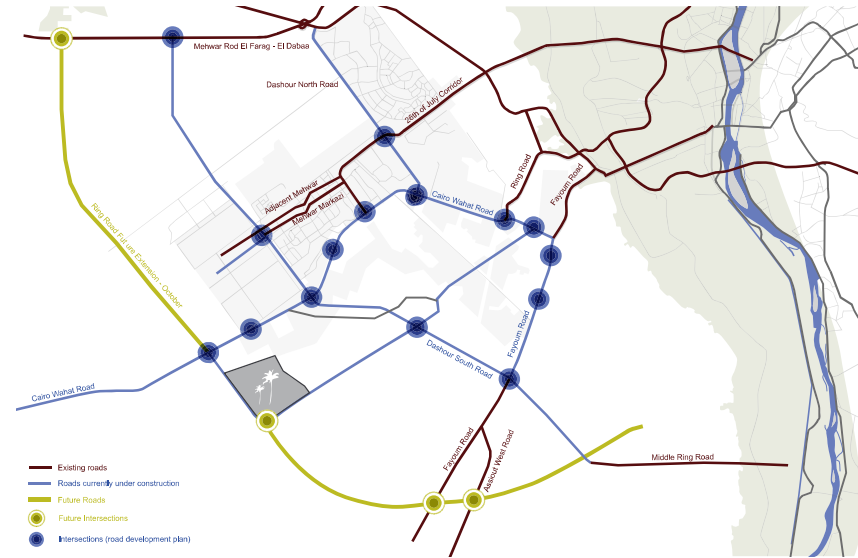 Mehwar Rod El Farag - El Dabaa
Dashour North Road
26th of July Corridor
Ring Road
Fayoum Road
Adjacent Mehwar
Mehwar Markazi
Cairo Wahat Road
Ring Road Future Extension - October
Fayoum Road
Dashour South Road
Cairo Wahat Road
Fayoum Road
Assiout West Road
Middle Ring Road
Existing roads
Roads currently under construction
Future Roads
Future Intersections
Intersections (road development plan)